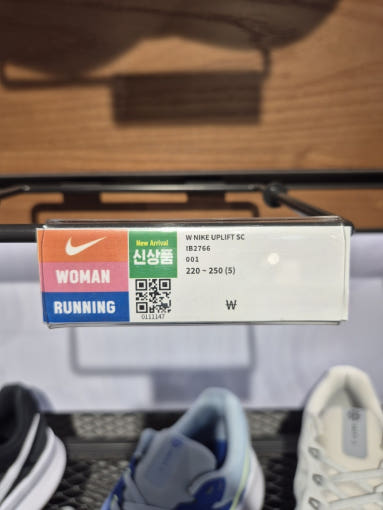 WOMAN
RUNNING
New Arrival
신상품
0111147
W NIKE UPLIFT SC
IB2766
001
220 ~ 250 (5)
₩